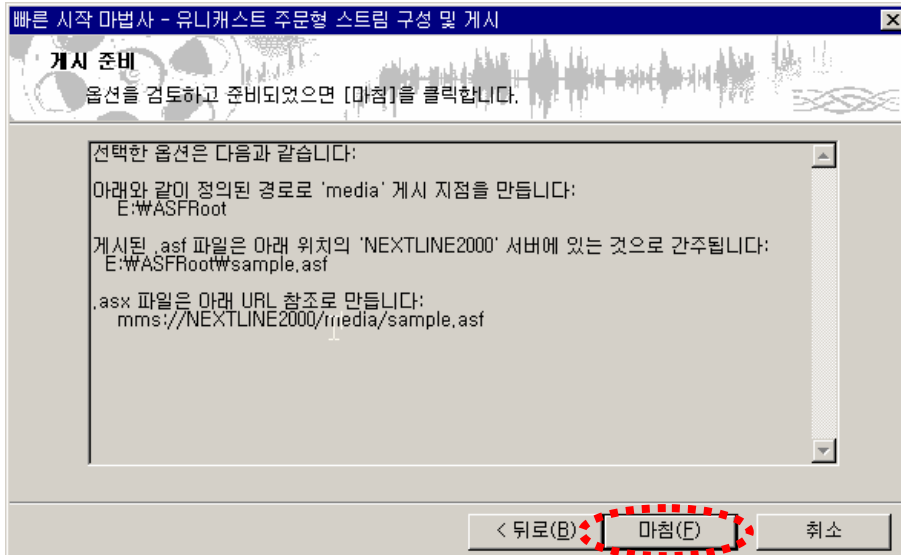 빠른 시작 마법사 - 유니캐스트 주문형 스트림 구성 및 게시
게시 준비
옵션을 검토하고 준비되었으면 [마침]을 클릭합니다.
선택한 옵션은 다음과 같습니다:
아래와 같이 정의된 경로로 'media' 게시 지점을 만듭니다:
E:₩ASFRoot
게시된 .asf 파일은 아래 위치의 'NEXTLINE2000' 서버에 있는 것으로 간주됩니다:
E:₩ASFRoot₩sample.asf
.asx 파일은 아래 URL 참조로 만듭니다:
mms://NEXTLINE2000/media/sample.asf
< 뒤로(B)
마침(F)
취소